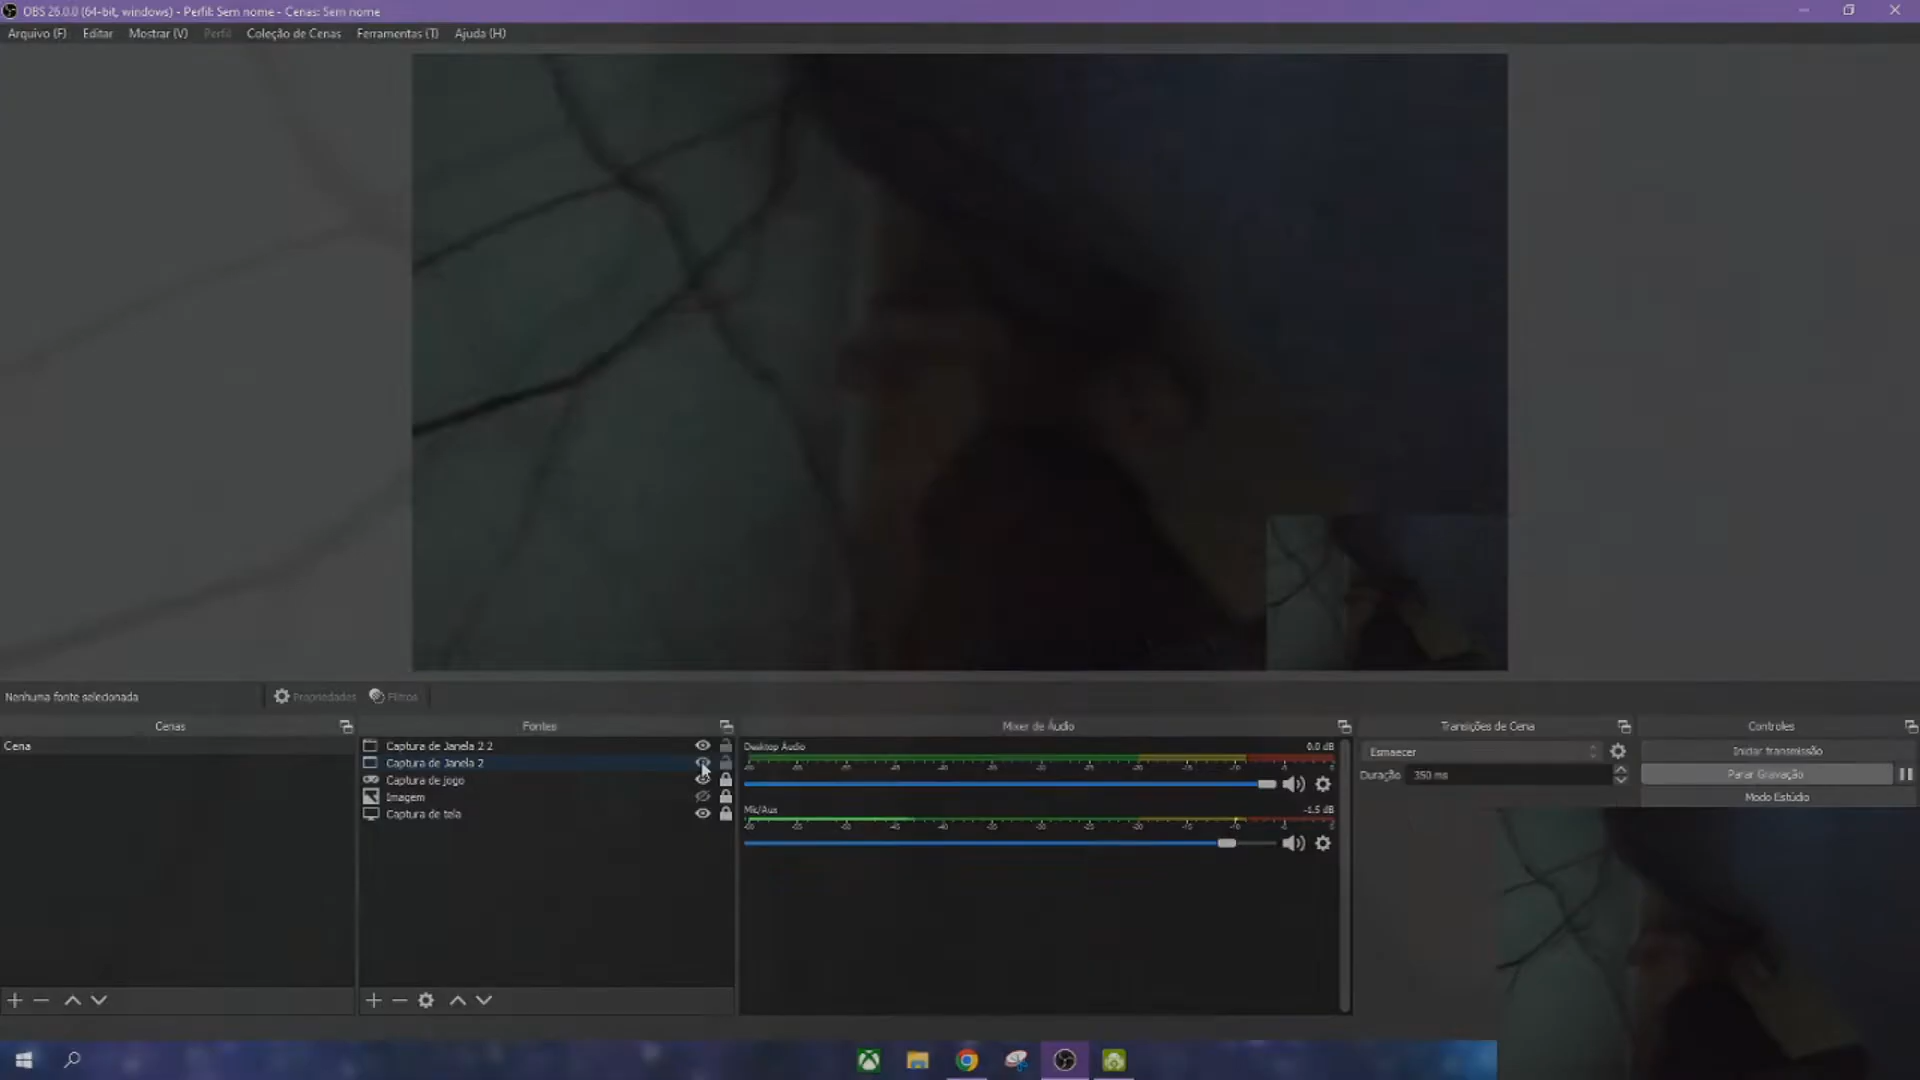 OBS 26.0.0 (64-bit, windows) - Perfil: Sem nome - Cenas: Sem nome
Arquivo (F) Editar Mostrar (V) Perfil Coleção de Cenas Ferramentas (T) Ajuda (H)
Nenhuma fonte selecionada Propriedades Filtros
Cenas Fontes Mixer de Áudio Transições de Cena Controles
Cena
Captura de Janela 2 2
Captura de Janela 2
Captura de jogo
Imagem
Captura de tela
Desktop Audio 0.0 dB
Mic/Aux -1.5 dB
Esmaecer
Duração 350 ms
Iniciar transmissão
Parar Gravação
Modo Estúdio